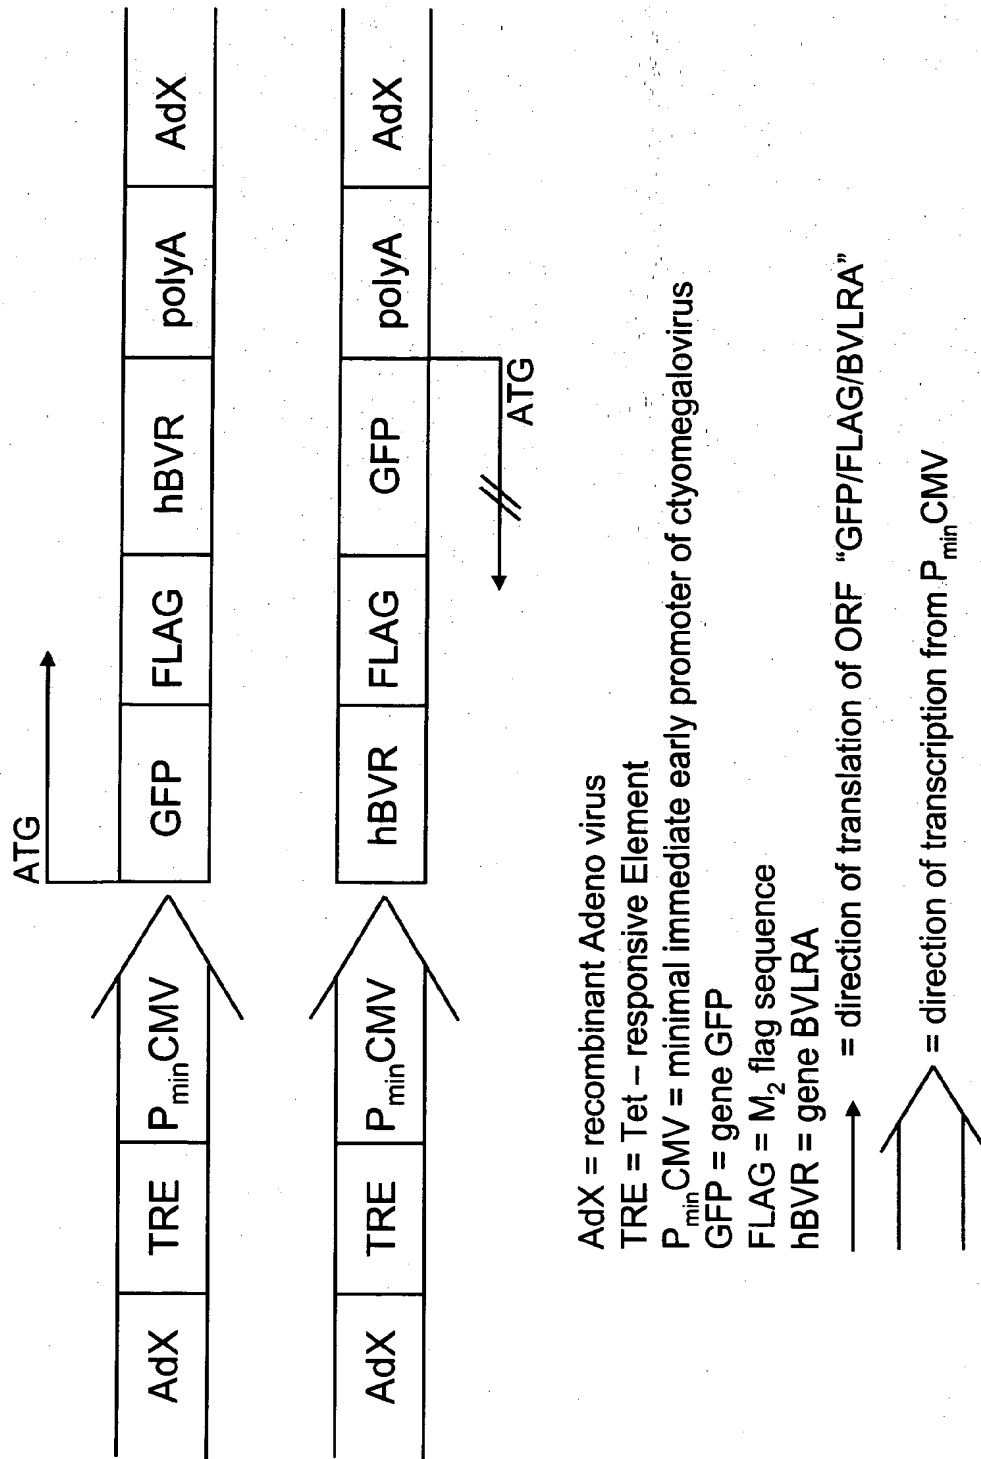 ATG
AdX TRE PminCMV GFP FLAG hBVR polyA AdX
AdX TRE PminCMV hBVR FLAG GFP polyA AdX
ATG
AdX = recombinant Adeno virus
TRE = Tet – responsive Element
PminCMV = minimal immediate early promoter of ctyomegalovirus
GFP = gene GFP
FLAG = M2 flag sequence
hBVR = gene BVLRA
= direction of translation of ORF "GFP/FLAG/BVLRA"
= direction of transcription from PminCMV